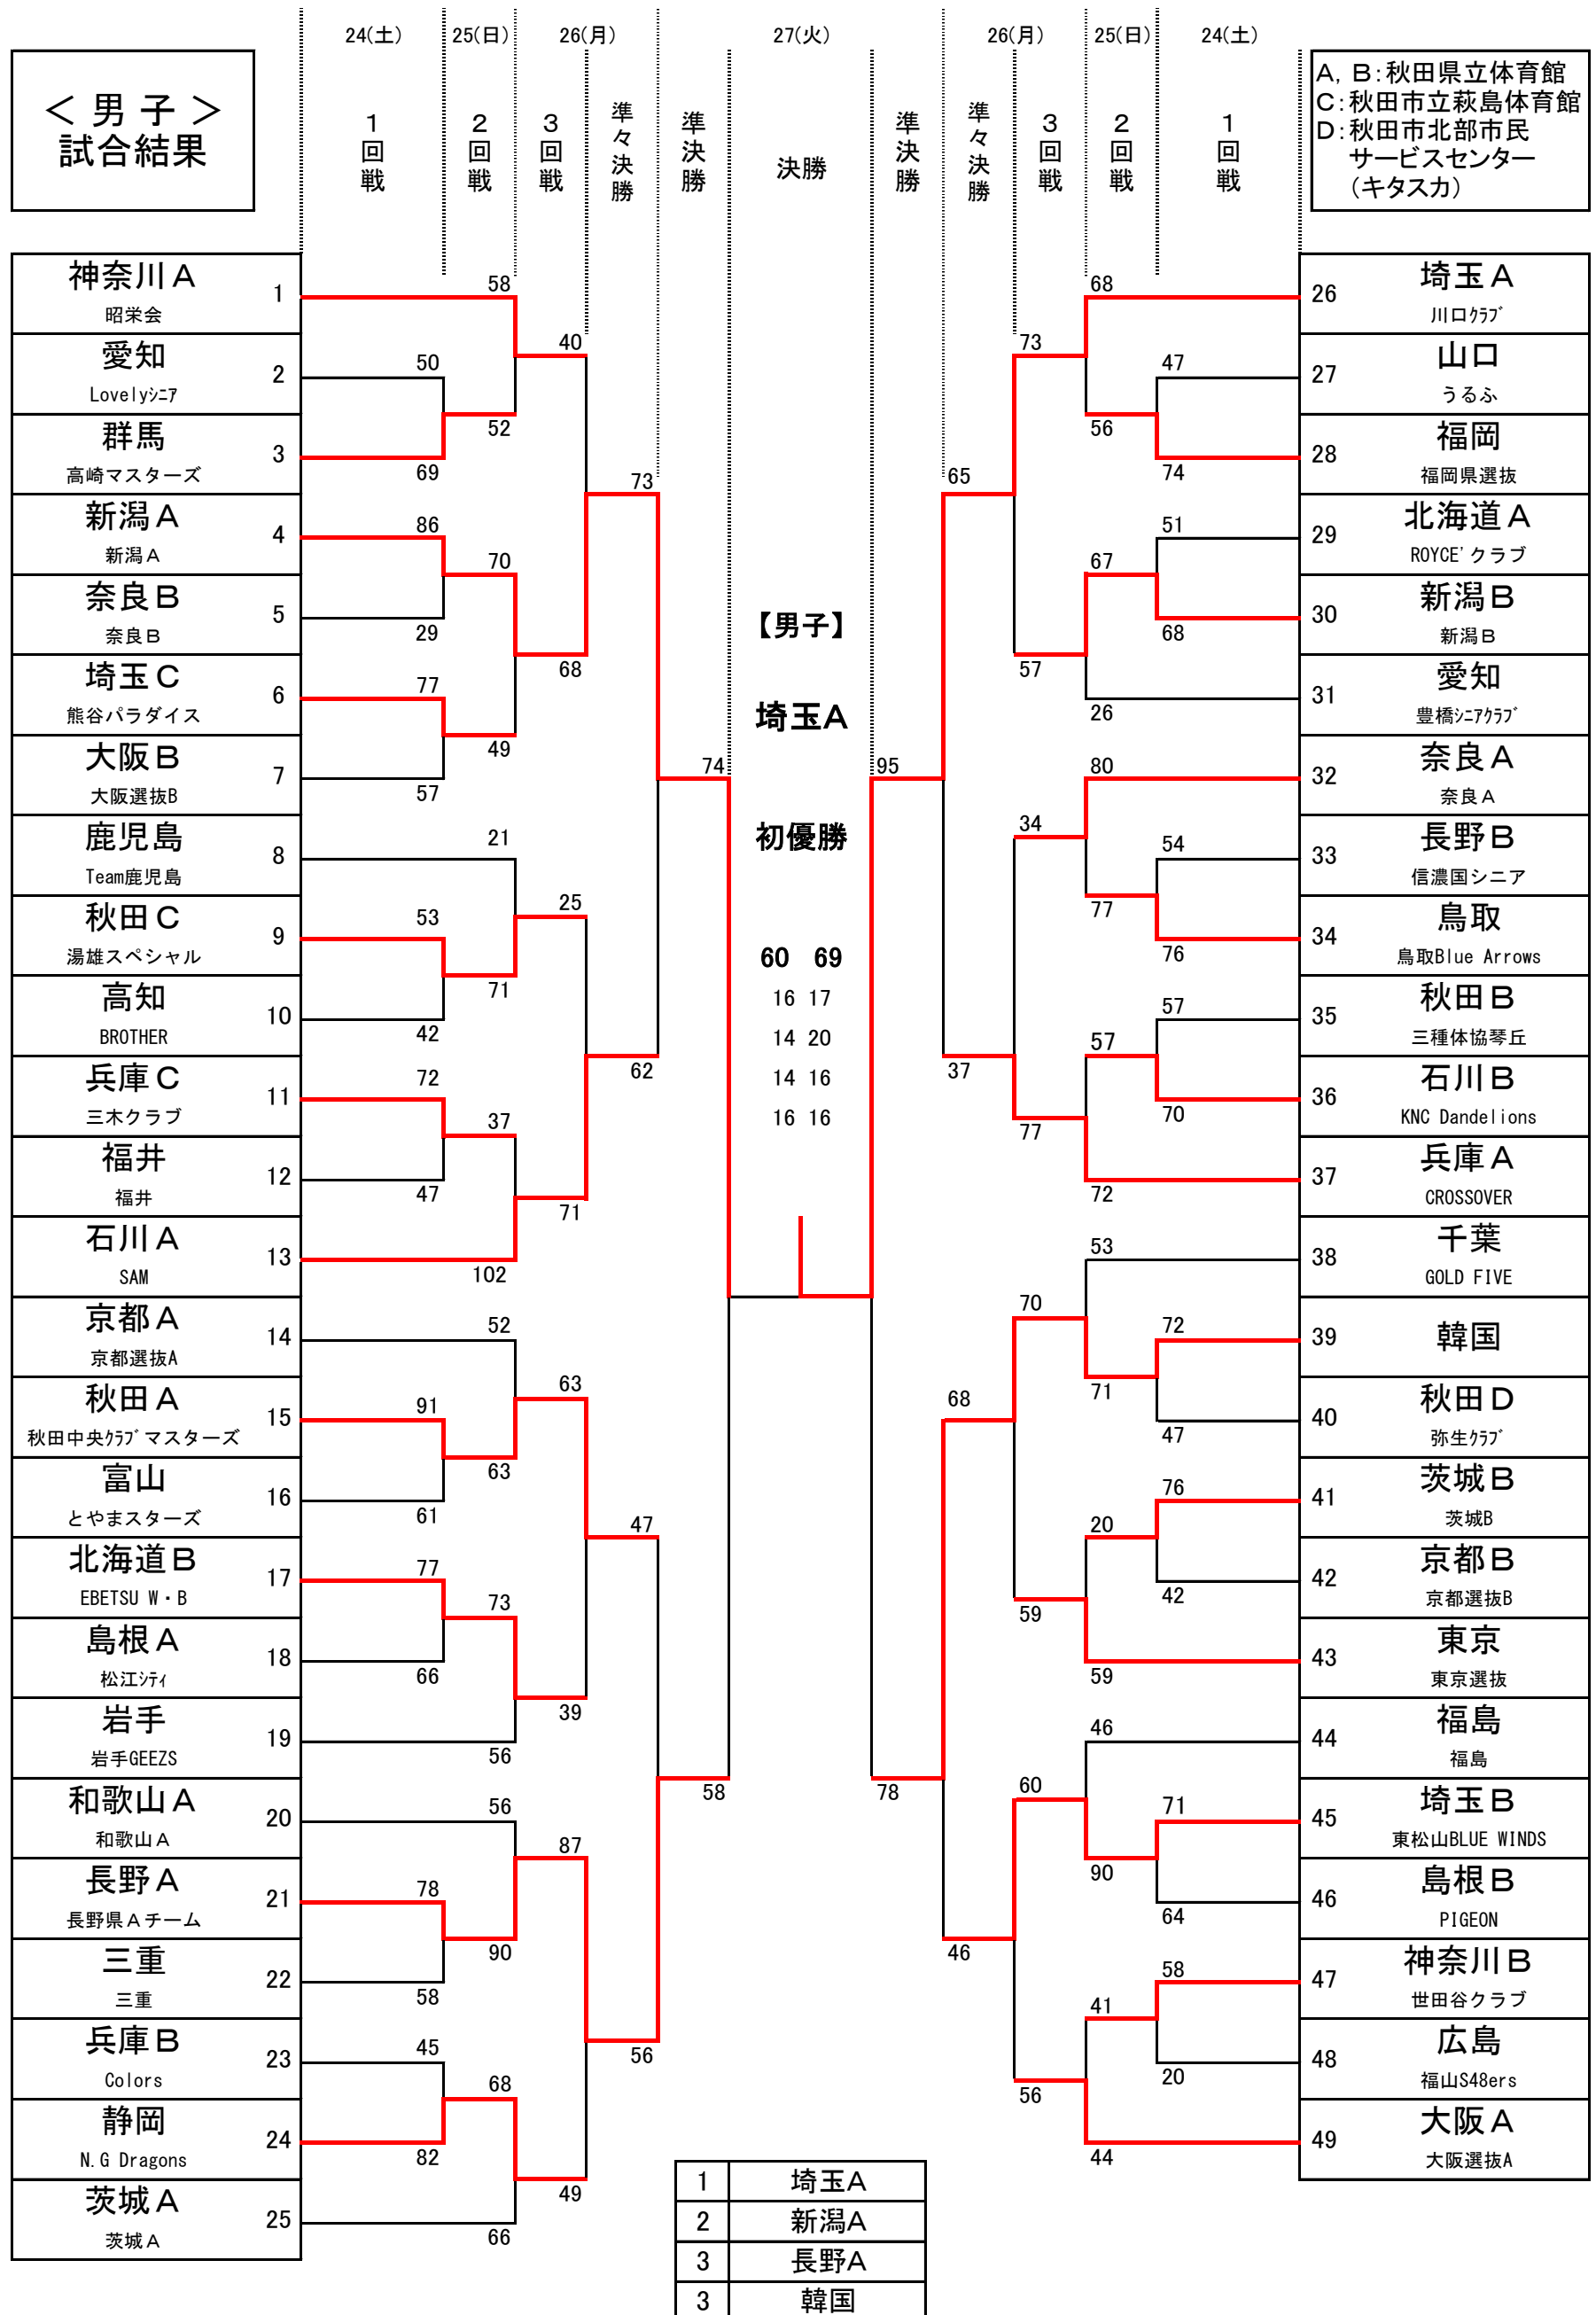 24(土) 25(日) 26(月) 27(火) 26(月) 25(日) 24(土)
＜ 男 子 ＞
試合結果
1回戦 2回戦 3回戦 準々決勝 準決勝 決勝 準決勝 準々決勝 3回戦 2回戦 1回戦
A, B:秋田県立体育館
C:秋田市立萩島体育館
D:秋田市北部市民
サービスセンター
(キタスカ)
神奈川A
1
昭栄会
愛知
2
Lovelyｼﾆｱ
群馬
3
高崎マスターズ
新潟A
4
新潟A
奈良B
5
奈良B
埼玉C
6
熊谷パラダイス
大阪B
7
大阪選抜B
鹿児島
8
Team鹿児島
秋田C
9
湯雄スペシャル
高知
10
BROTHER
兵庫C
11
三木クラブ
福井
12
福井
石川A
13
SAM
京都A
14
京都選抜A
秋田A
15
秋田中央ｸﾗﾌﾞマスターズ
富山
16
とやまスターズ
北海道B
17
EBETSU W・B
島根A
18
松江ｼﾃｨ
岩手
19
岩手GEEZS
和歌山A
20
和歌山A
長野A
21
長野県Aチーム
三重
22
三重
兵庫B
23
Colors
静岡
24
N.G Dragons
茨城A
25
茨城A
50
69
86
29
77
57
53
42
72
47
91
61
77
66
78
58
45
82
58
52
70
49
21
71
37
102
52
63
73
56
56
90
68
66
40
68
25
71
63
39
87
49
73
62
47
56
74
58
【男子】
埼玉A
初優勝
60 69
16 17
14 20
14 16
16 16
95
78
65
37
68
46
73
57
34
77
70
59
60
56
68
56
67
26
80
77
57
72
53
71
20
59
46
90
41
44
47
74
51
68
54
76
57
70
72
47
76
42
71
64
58
20
26
埼玉A
川口ｸﾗﾌﾞ
27
山口
うるふ
28
福岡
福岡県選抜
29
北海道A
ROYCE'クラブ
30
新潟B
新潟B
31
愛知
豊橋ｼﾆｱｸﾗﾌﾞ
32
奈良A
奈良A
33
長野B
信濃国シニア
34
鳥取
鳥取Blue Arrows
35
秋田B
三種体協琴丘
36
石川B
KNC Dandelions
37
兵庫A
CROSSOVER
38
千葉
GOLD FIVE
39
韓国
40
秋田D
弥生ｸﾗﾌﾞ
41
茨城B
茨城B
42
京都B
京都選抜B
43
東京
東京選抜
44
福島
福島
45
埼玉B
東松山BLUE WINDS
46
島根B
PIGEON
47
神奈川B
世田谷クラブ
48
広島
福山S48ers
49
大阪A
大阪選抜A
1 埼玉A
2 新潟A
3 長野A
3 韓国